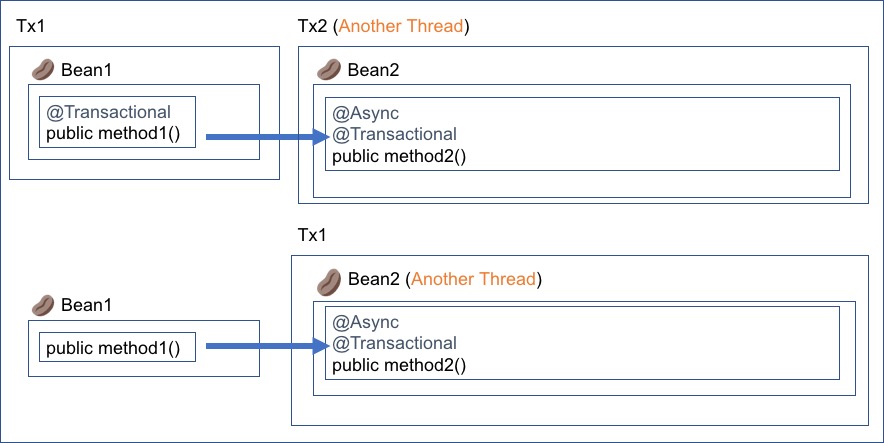 Tx1
Tx2 (Another Thread)
Bean1
Bean2
@Transactional
public method1()
@Async
@Transactional
public method2()
Tx1
Bean1
Bean2 (Another Thread)
public method1()
@Async
@Transactional
public method2()